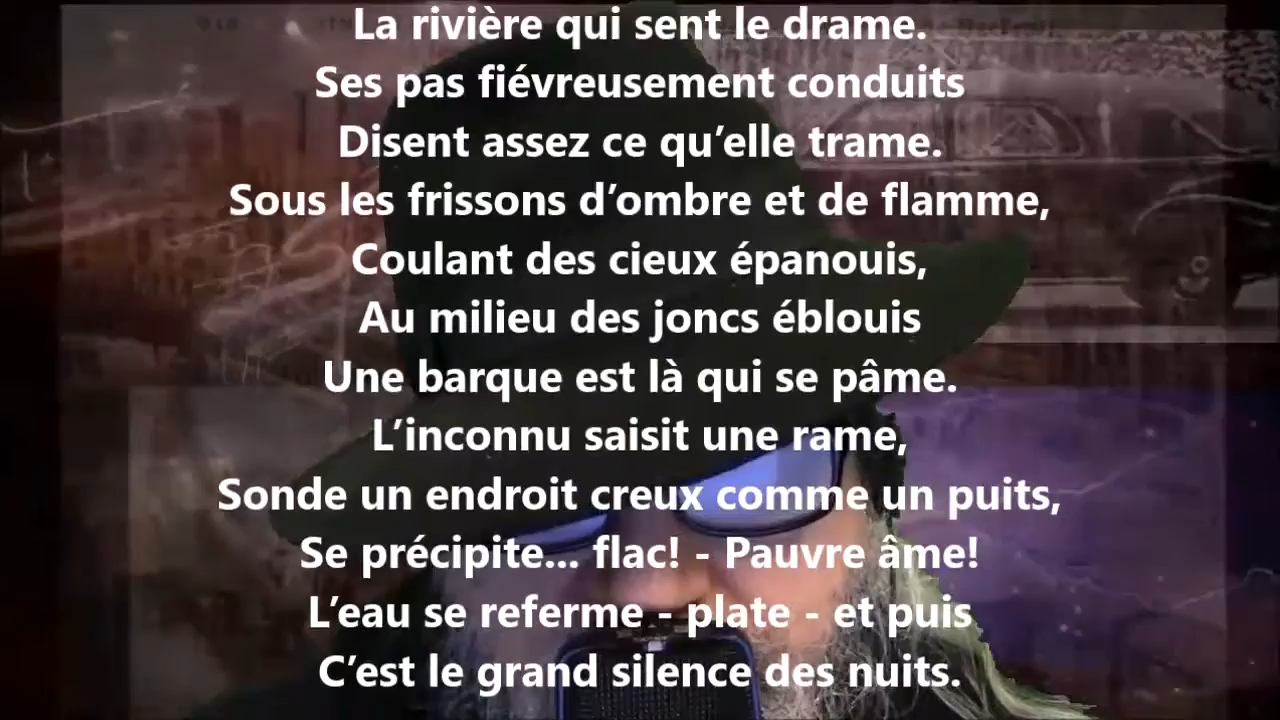 La rivière qui sent le drame.
Ses pas fiévreusement conduits
Disent assez ce qu’elle trame.
Sous les frissons d’ombre et de flamme,
Coulant des cieux épanouis,
Au milieu des joncs éblouis
Une barque est là qui se pâme.
L’inconnu saisit une rame,
Sonde un endroit creux comme un puits,
Se précipite... flac! - Pauvre âme!
L’eau se referme - plate - et puis
C’est le grand silence des nuits.